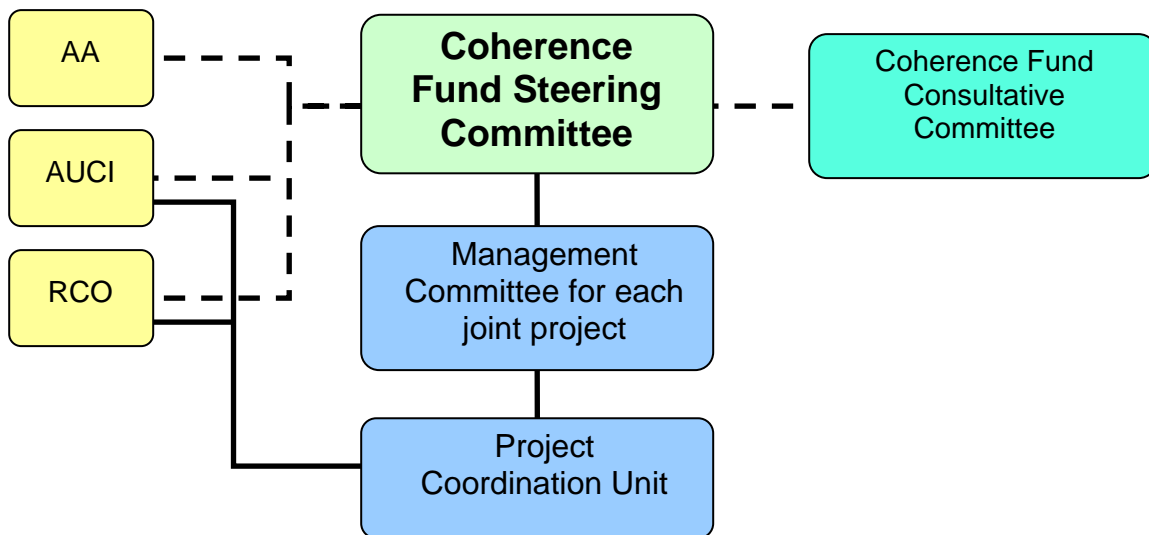 AA
AUCI
RCO
Coherence
Fund Steering
Committee
Coherence Fund
Consultative
Committee
Management
Committee for each
joint project
Project
Coordination Unit